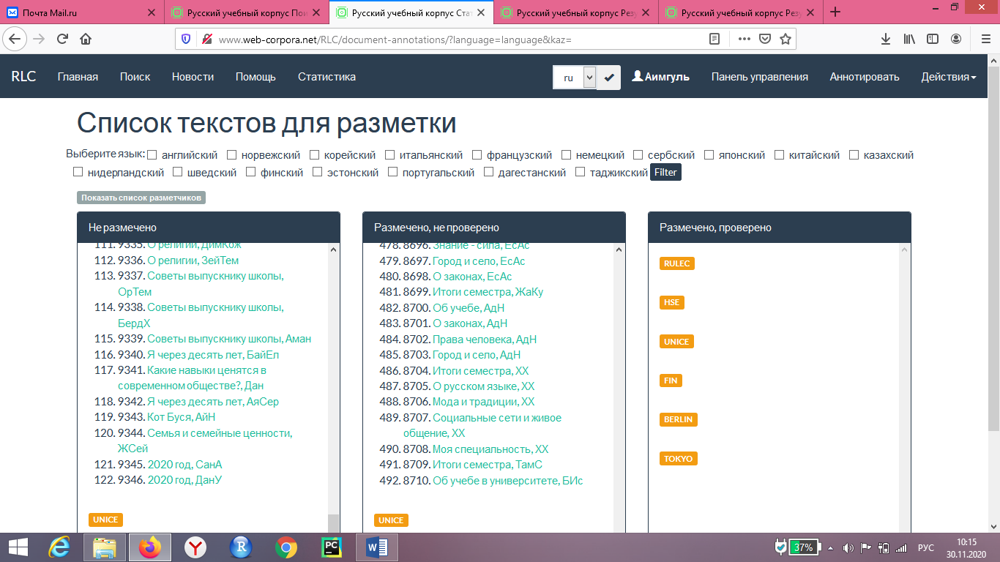 Почта Mail.ru
Русский учебный корпус Пои
Русский учебный корпус Стат
Русский учебный корпус Резу
Русский учебный корпус Резу
www.web-corpora.net/RLC/document-annotations/?language=language&kaz=
RLC Главная Поиск Новости Помощь Статистика ru Аимгуль Панель управления Аннотировать Действия
Список текстов для разметки
Выберите язык: английский норвежский корейский итальянский французский немецкий сербский японский китайский казахский
нидерландский шведский финский эстонский португальский дагестанский таджикский Filter
Показать список разметчиков
Не размечено
111. 9335. О религии, ДимКож
112. 9336. О религии, ЗейТем
113. 9337. Советы выпускнику школы,
ОрТем
114. 9338. Советы выпускнику школы,
БердХ
115. 9339. Советы выпускнику школы, Аман
116. 9340. Я через десять лет, БайЕл
117. 9341. Какие навыки ценятся в
современном обществе?, Дан
118. 9342. Я через десять лет, АяСер
119. 9343. Кот Буся, АйН
120. 9344. Семья и семейные ценности,
ЖСей
121. 9345. 2020 год, СанА
122. 9346. 2020 год, ДанУ
UNICE
Размечено, не проверено
478. 8696. Знание - сила, ЕсАс
479. 8697. Город и село, ЕсАс
480. 8698. О законах, ЕсАс
481. 8699. Итоги семестра, ЖаКу
482. 8700. Об учебе, АдН
483. 8701. О законах, АдН
484. 8702. Права человека, АдН
485. 8703. Город и село, АдН
486. 8704. Итоги семестра, ХХ
487. 8705. О русском языке, ХХ
488. 8706. Мода и традиции, ХХ
489. 8707. Социальные сети и живое
общение, ХХ
490. 8708. Моя специальность, ХХ
491. 8709. Итоги семестра, ТамС
492. 8710. Об учебе в университете, БИс
UNICE
Размечено, проверено
RULEC
HSE
UNICE
FIN
BERLIN
TOKYO
37% РУС 10:15
30.11.2020